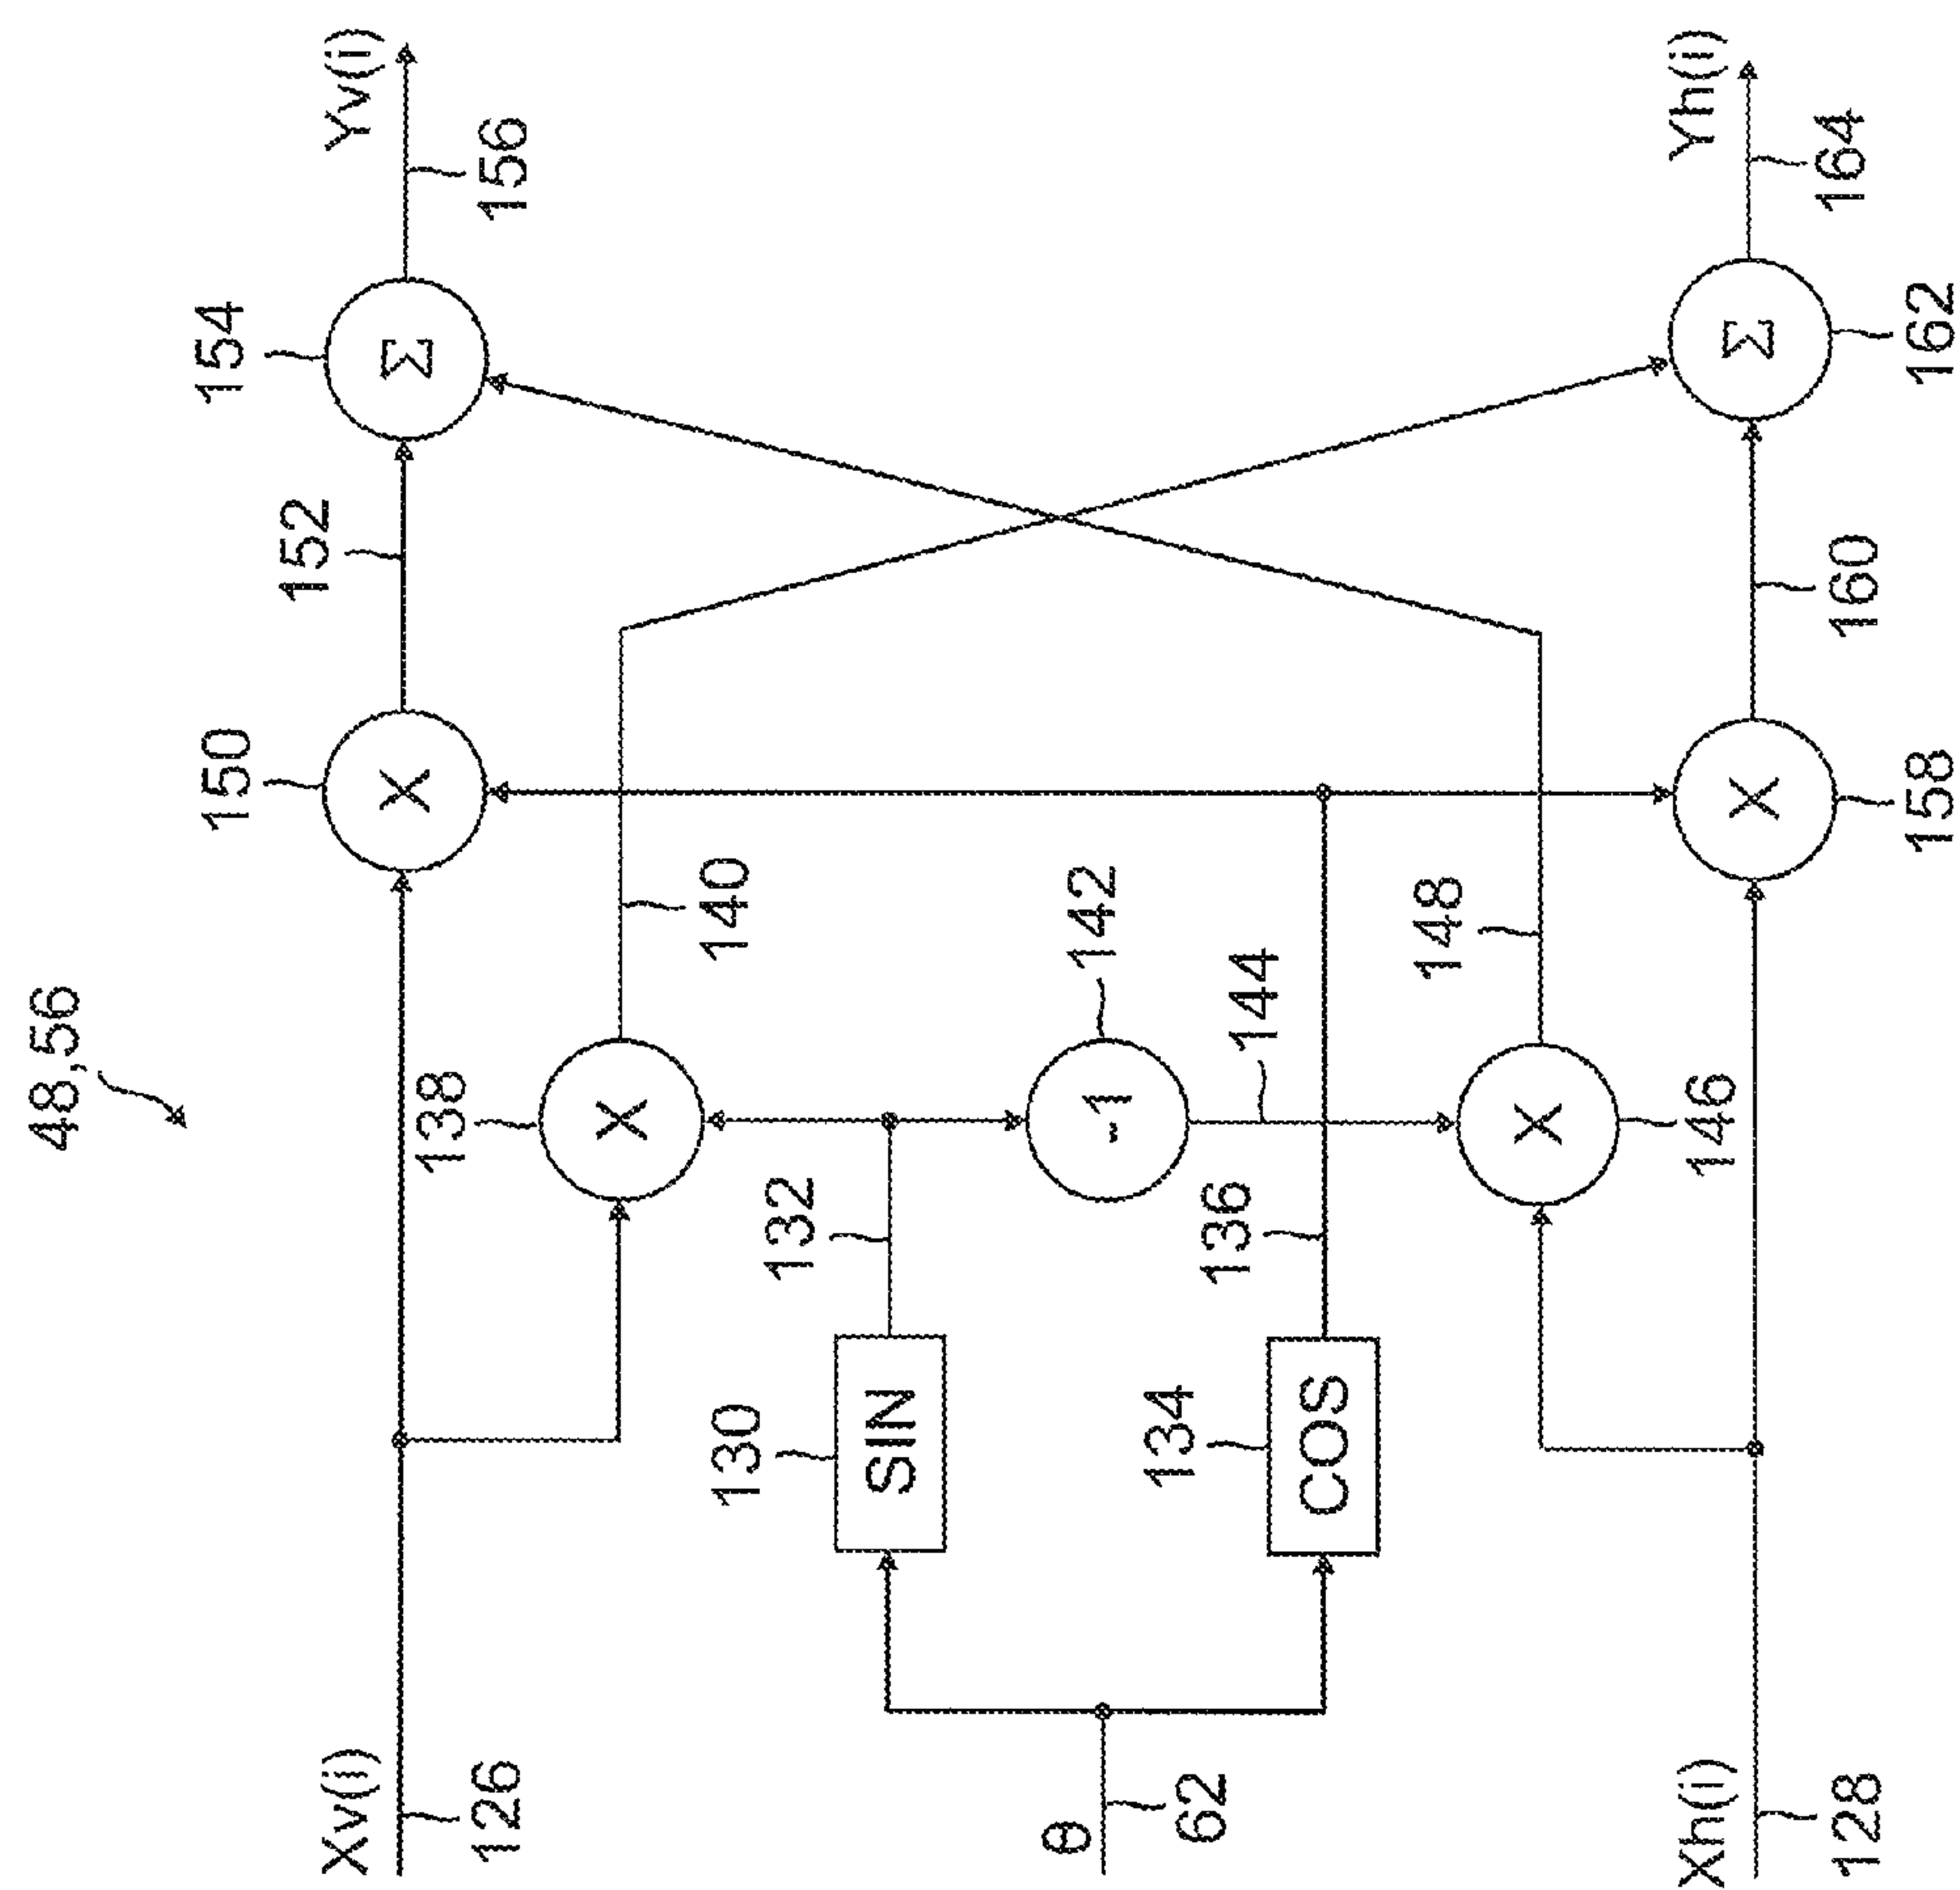 48,56
Xv(i)
126
150
152
154
Yv(i)
156
X
Σ
138
X
140
θ
62
130
SIN
132
142
-1
144
134
COS
136
148
X
146
Xh(i)
128
X
158
160
Σ
162
Yh(i)
164